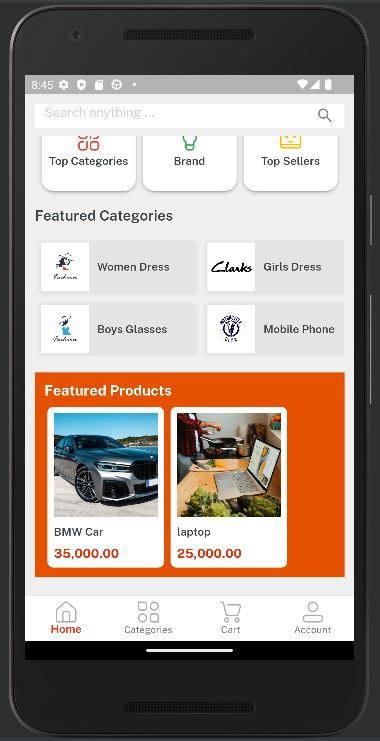 8:45
Search anything ...
Top Categories
Brand
Top Sellers
Featured Categories
Women Dress
Clarks
Girls Dress
Boys Glasses
Mobile Phone
Featured Products
BMW Car
laptop
35,000.00
25,000.00
Home
Categories
Cart
Account